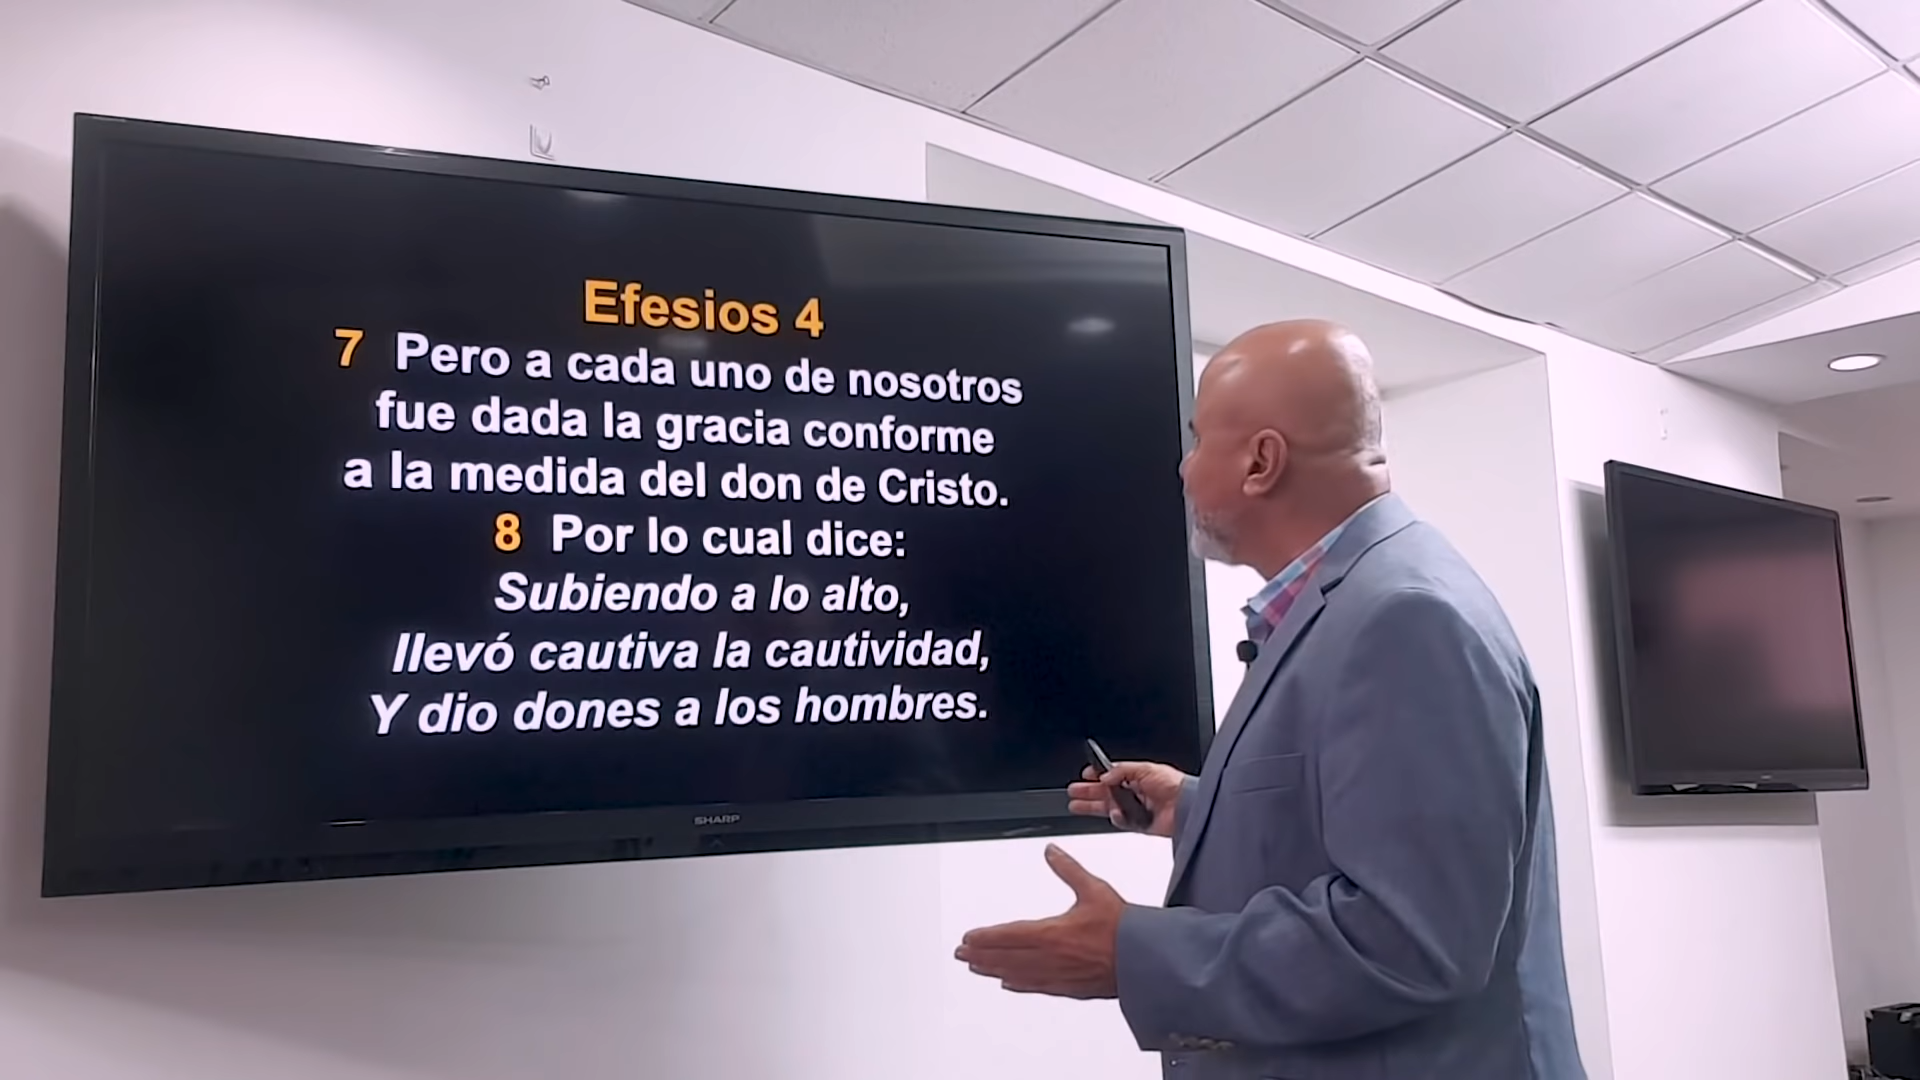 Efesios 4
7 Pero a cada uno de nosotros
fue dada la gracia conforme
a la medida del don de Cristo.
8 Por lo cual dice:
Subiendo a lo alto,
llevó cautiva la cautividad,
Y dio dones a los hombres.
SHARP